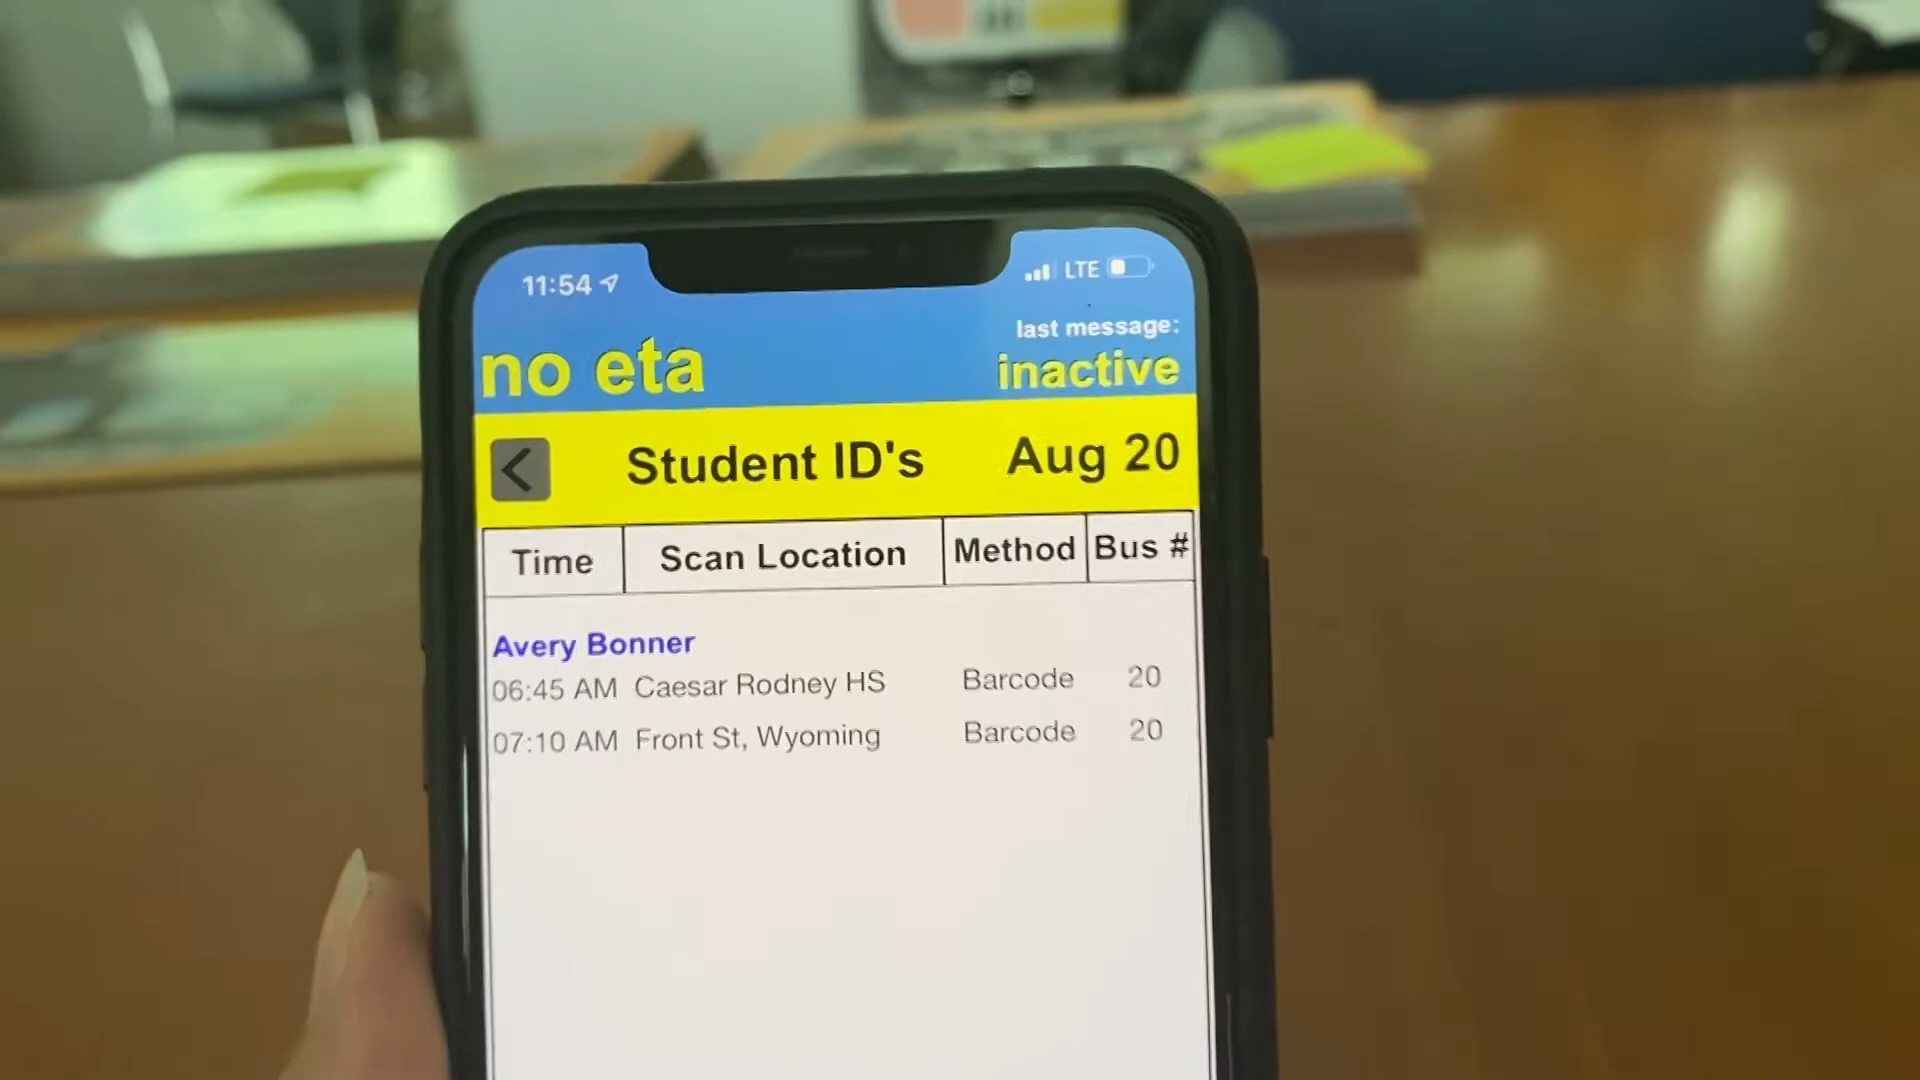 11:54 LTE
last message:
no eta inactive
Student ID's Aug 20
Time Scan Location Method Bus #
Avery Bonner
06:45 AM Caesar Rodney HS Barcode 20
07:10 AM Front St, Wyoming Barcode 20